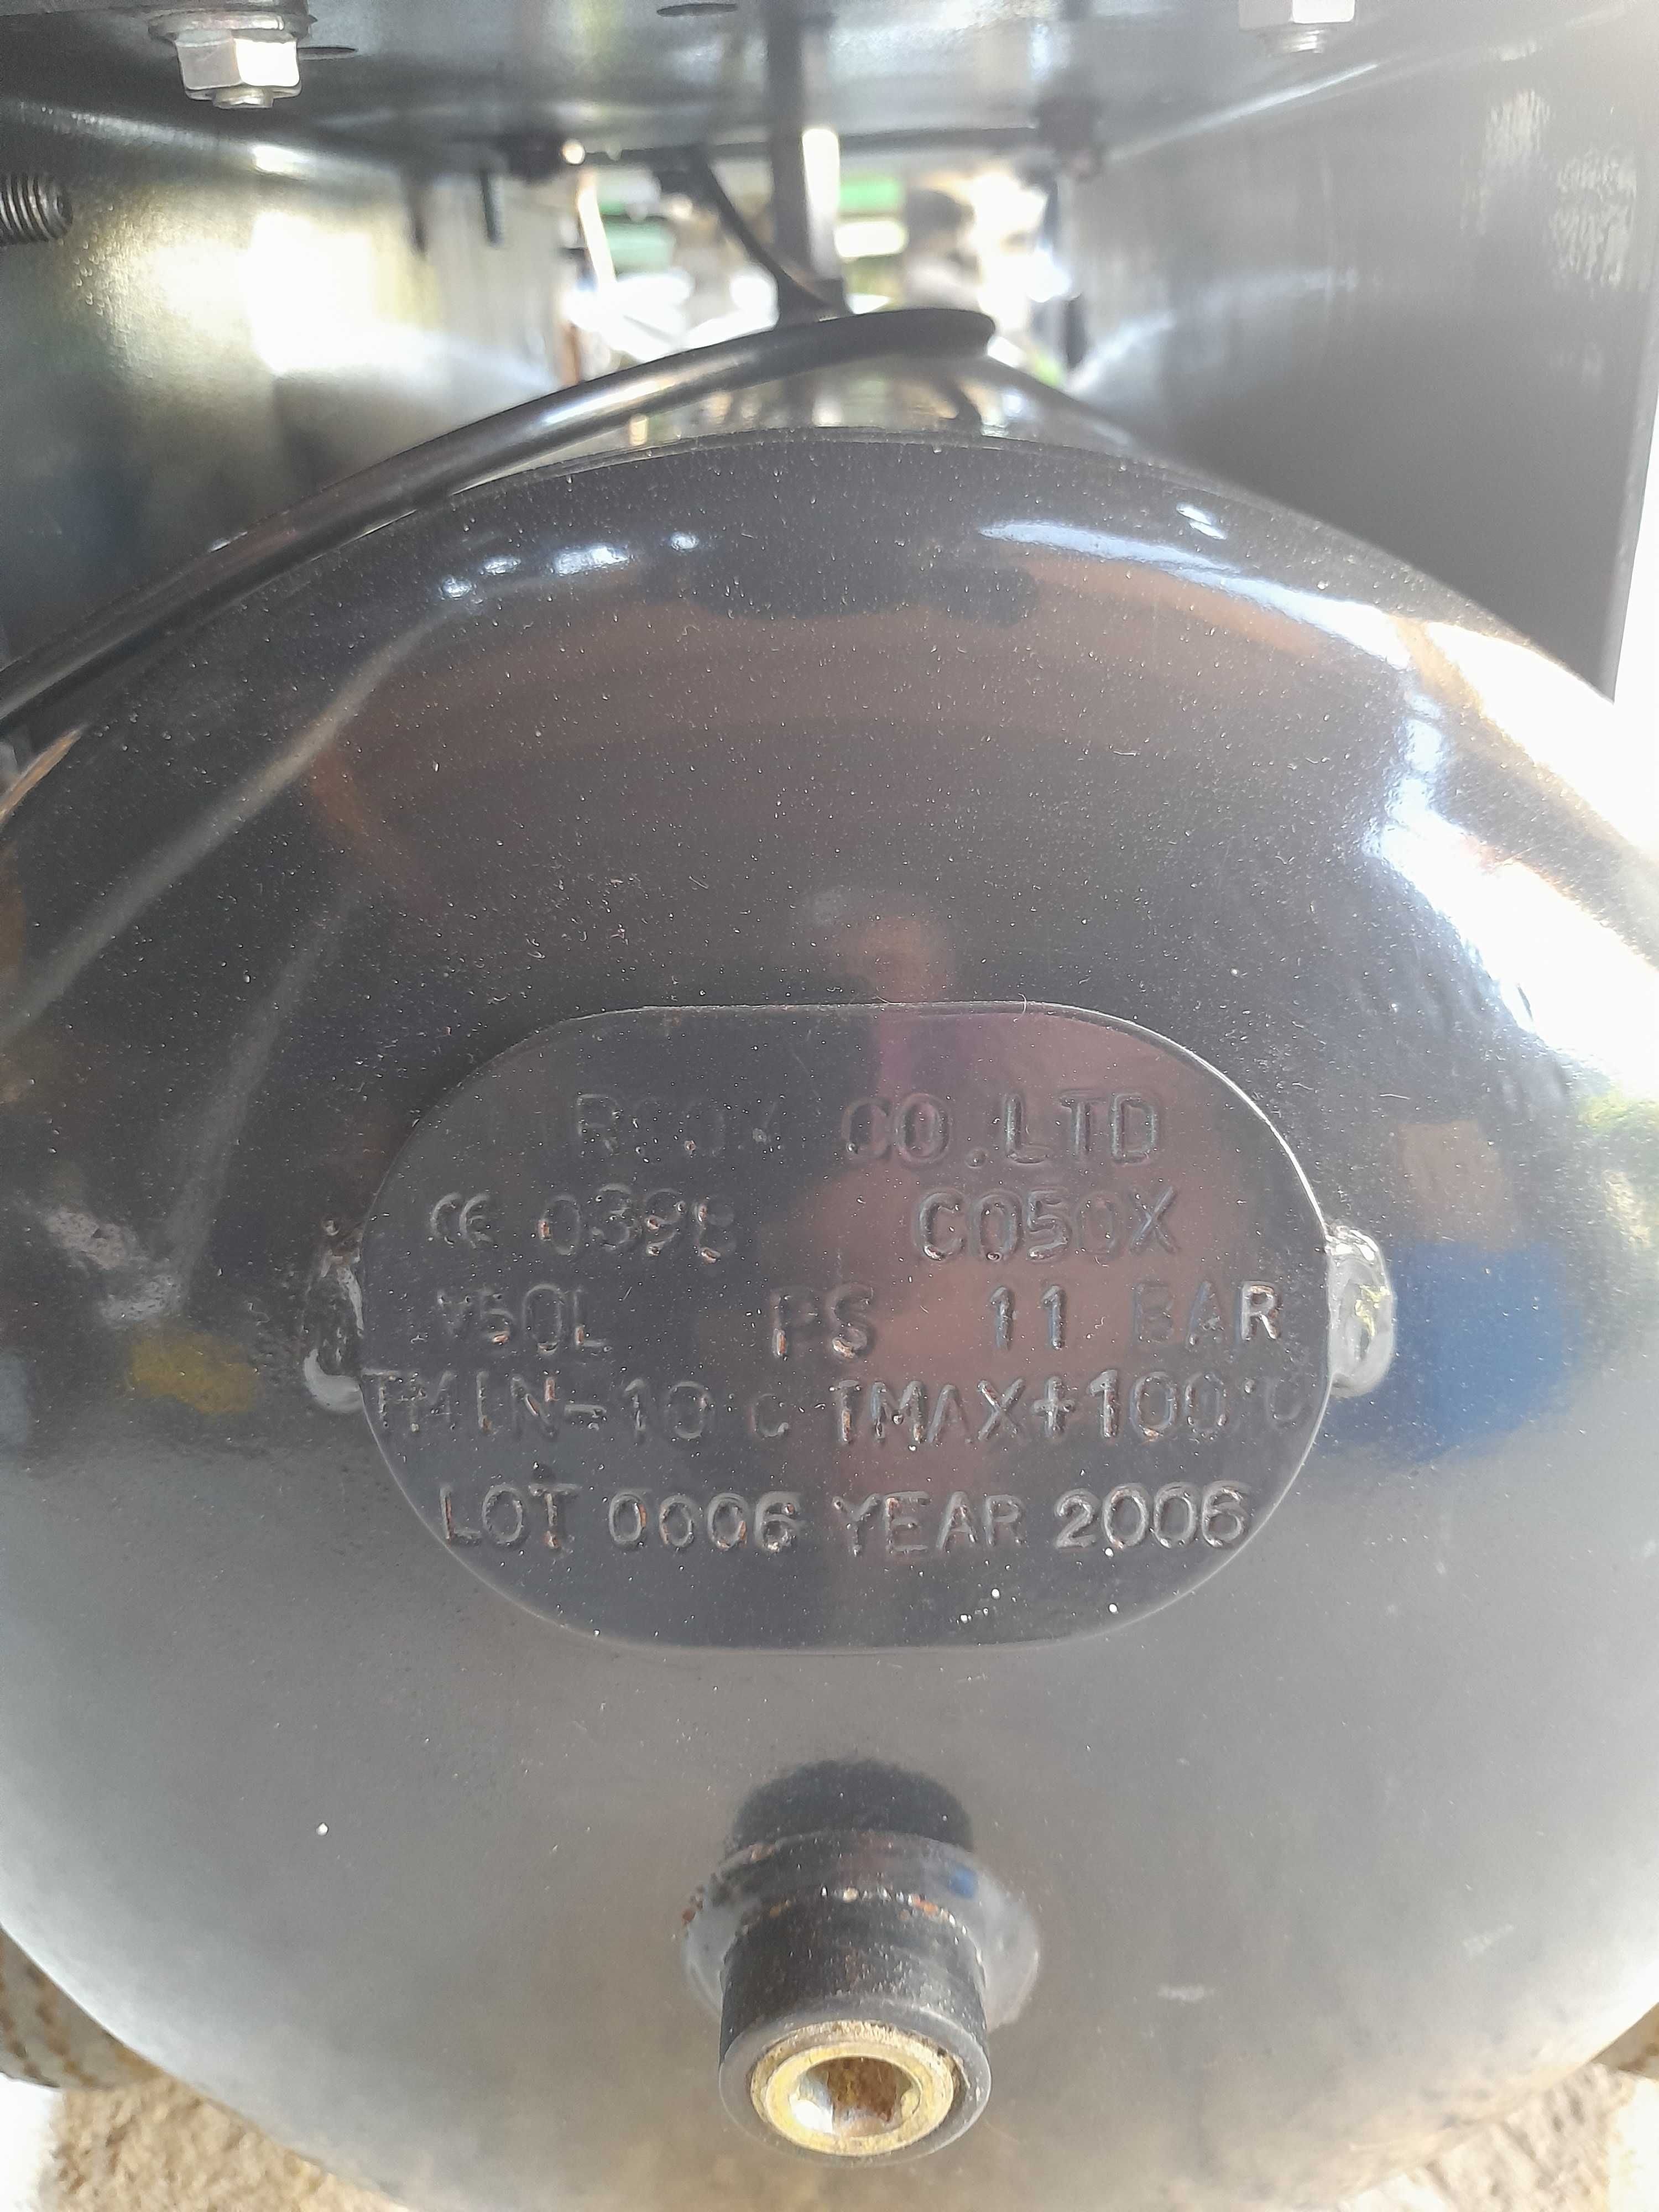 CO.LTD
CE 0398 C050X
V50L PS 11 BAR
TMIN-10°C TMAX+100°C
LOT 0006 YEAR 2006